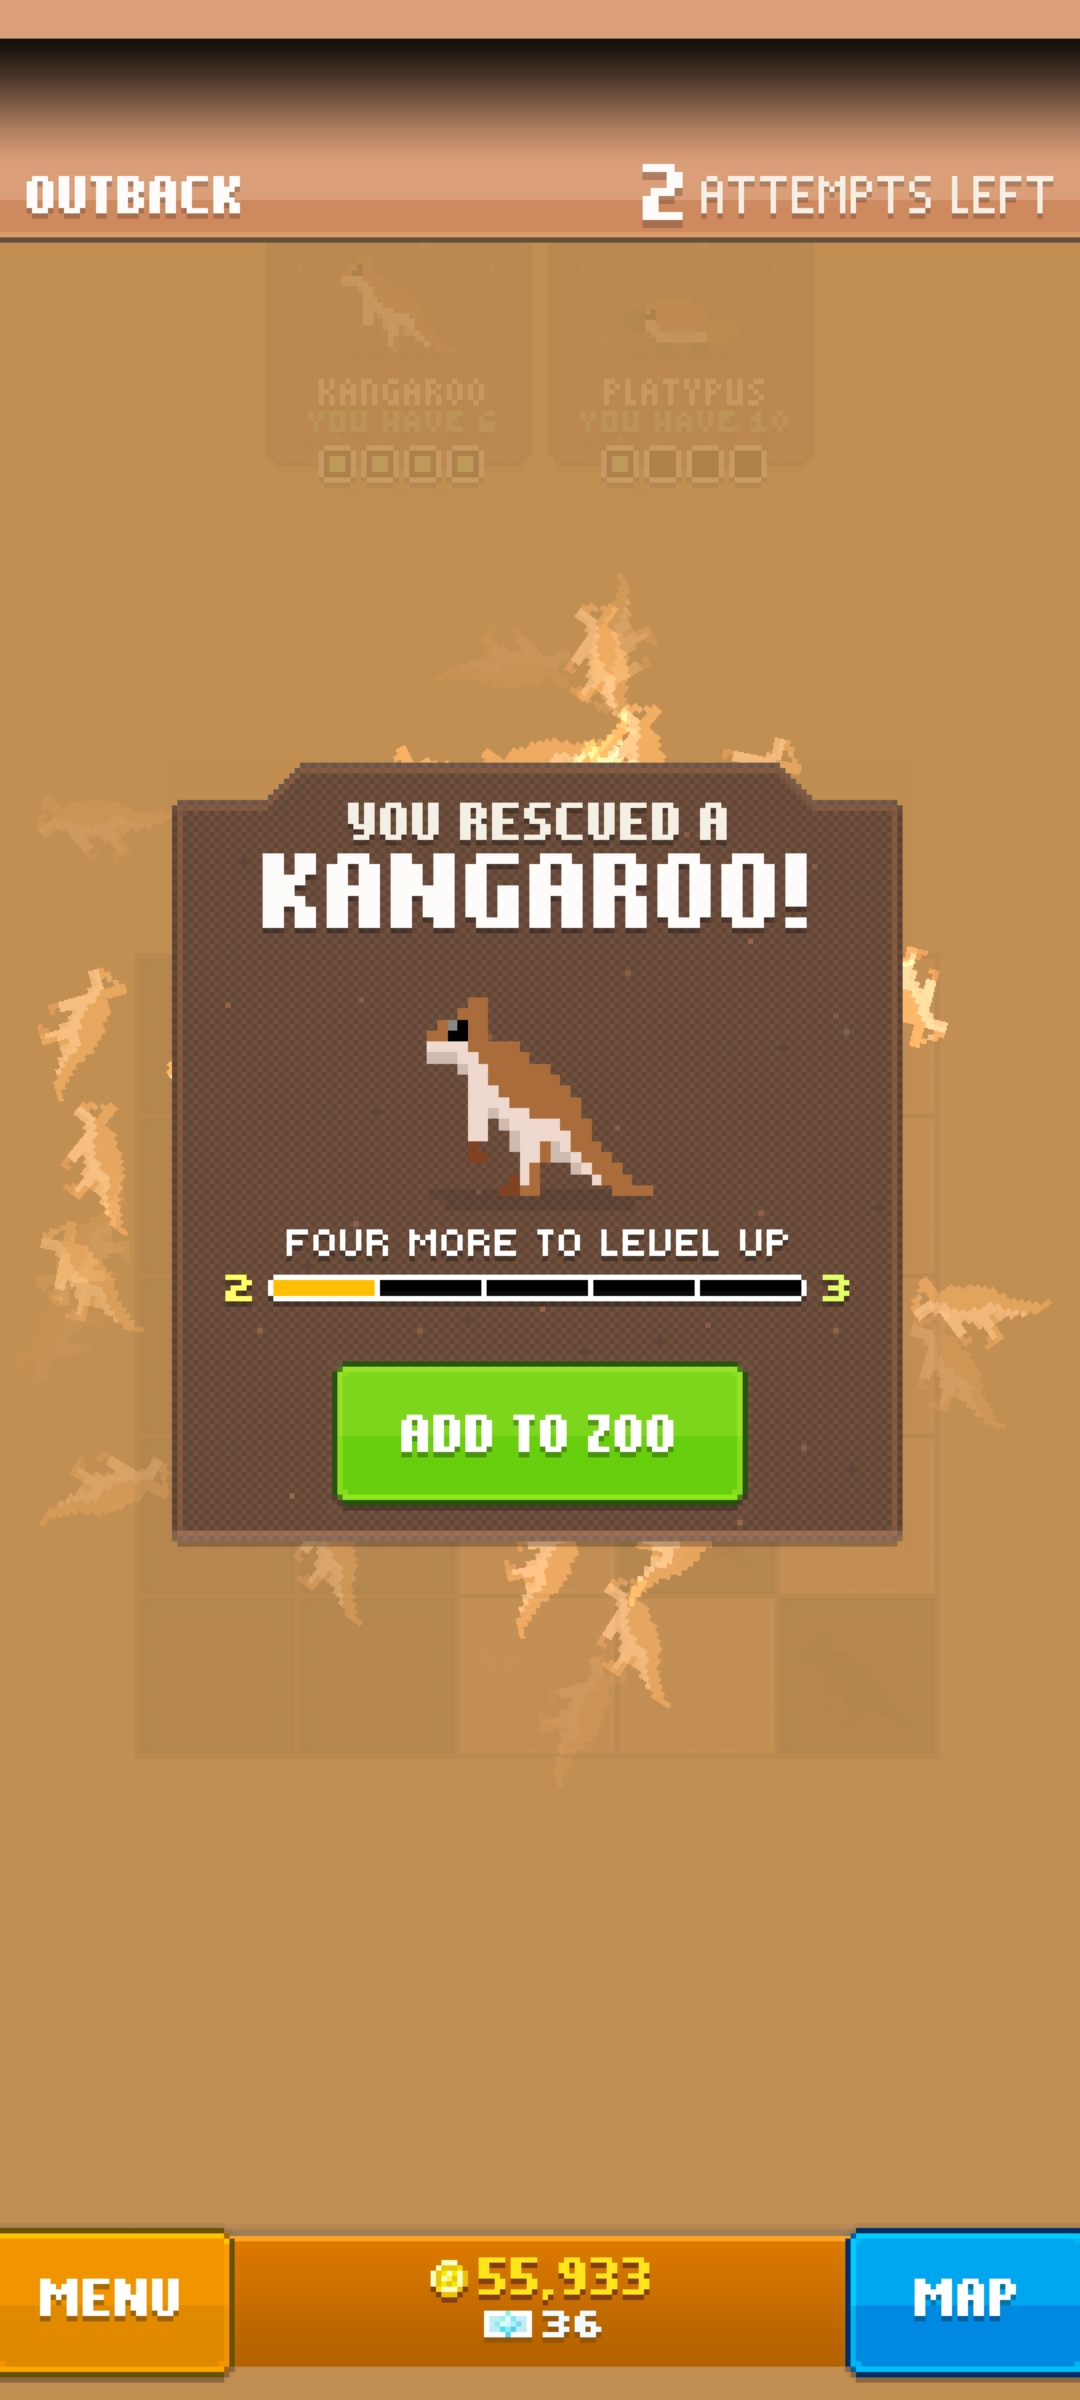 OUTBACK
2 ATTEMPTS LEFT
KANGAROO
YOU HAVE 6
PLATYPUS
YOU HAVE 10
YOU RESCUED A
KANGAROO!
FOUR MORE TO LEVEL UP
2 3
ADD TO ZOO
MENU
55,933
36
MAP